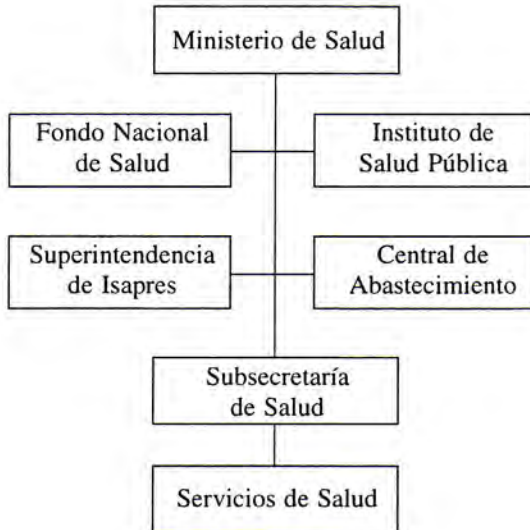 Ministerio de Salud
Fondo Nacional
de Salud
Instituto de
Salud Pública
Superintendencia
de Isapres
Central de
Abastecimiento
Subsecretaría
de Salud
Servicios de Salud